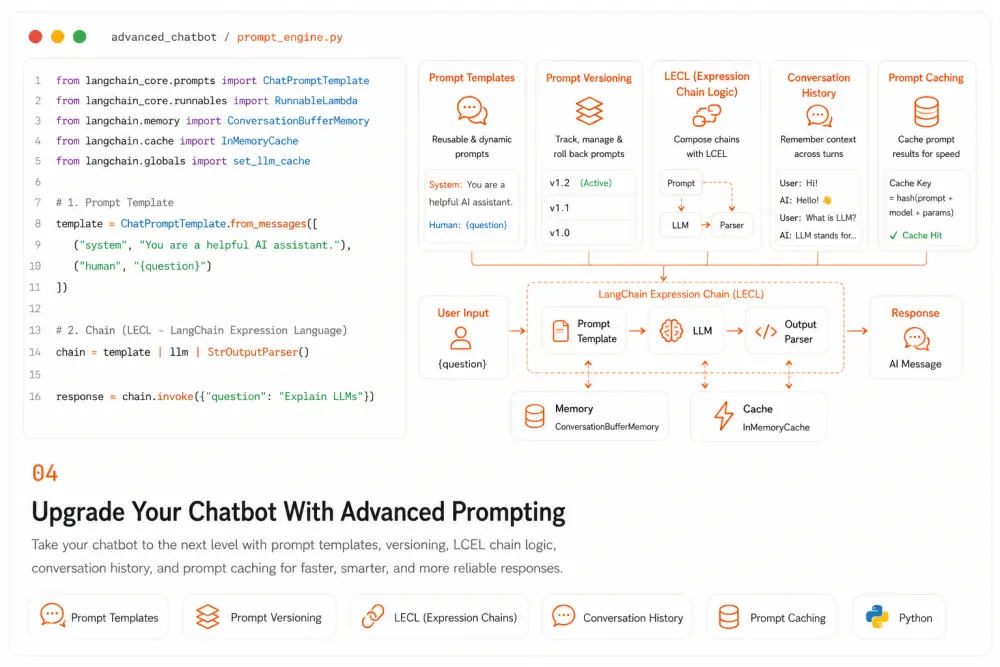 advanced_chatbot / prompt_engine.py
1 from langchain_core.prompts import ChatPromptTemplate
2 from langchain_core.runnables import RunnableLambda
3 from langchain.memory import ConversationBufferMemory
4 from langchain.cache import InMemoryCache
5 from langchain.globals import set_llm_cache
6
7 # 1. Prompt Template
8 template = ChatPromptTemplate.from_messages([
9 ("system", "You are a helpful AI assistant."),
10 ("human", "{question}")
11 ])
12
13 # 2. Chain (LECL - LangChain Expression Language)
14 chain = template | llm | StrOutputParser()
15
16 response = chain.invoke({"question": "Explain LLMs"})
Prompt Templates
Reusable & dynamic
prompts
System: You are a
helpful AI assistant.
Human: {question}
Prompt Versioning
Track, manage &
roll back prompts
v1.2 (Active)
v1.1
v1.0
LECL (Expression
Chain Logic)
Compose chains
with LCEL
Prompt
LLM
Parser
Conversation
History
Remember context
across turns
User: Hi!
AI: Hello! 👋
User: What is LLM?
AI: LLM stands for...
Prompt Caching
Cache prompt
results for speed
Cache Key
= hash(prompt +
model + params)
✓ Cache Hit
User Input
{question}
LangChain Expression Chain (LECL)
Prompt
Template
LLM
</>
Output
Parser
Response
AI Message
Memory
ConversationBufferMemory
Cache
InMemoryCache
04
Upgrade Your Chatbot With Advanced Prompting
Take your chatbot to the next level with prompt templates, versioning, LCEL chain logic,
conversation history, and prompt caching for faster, smarter, and more reliable responses.
Prompt Templates
Prompt Versioning
LECL (Expression Chains)
Conversation History
Prompt Caching
Python